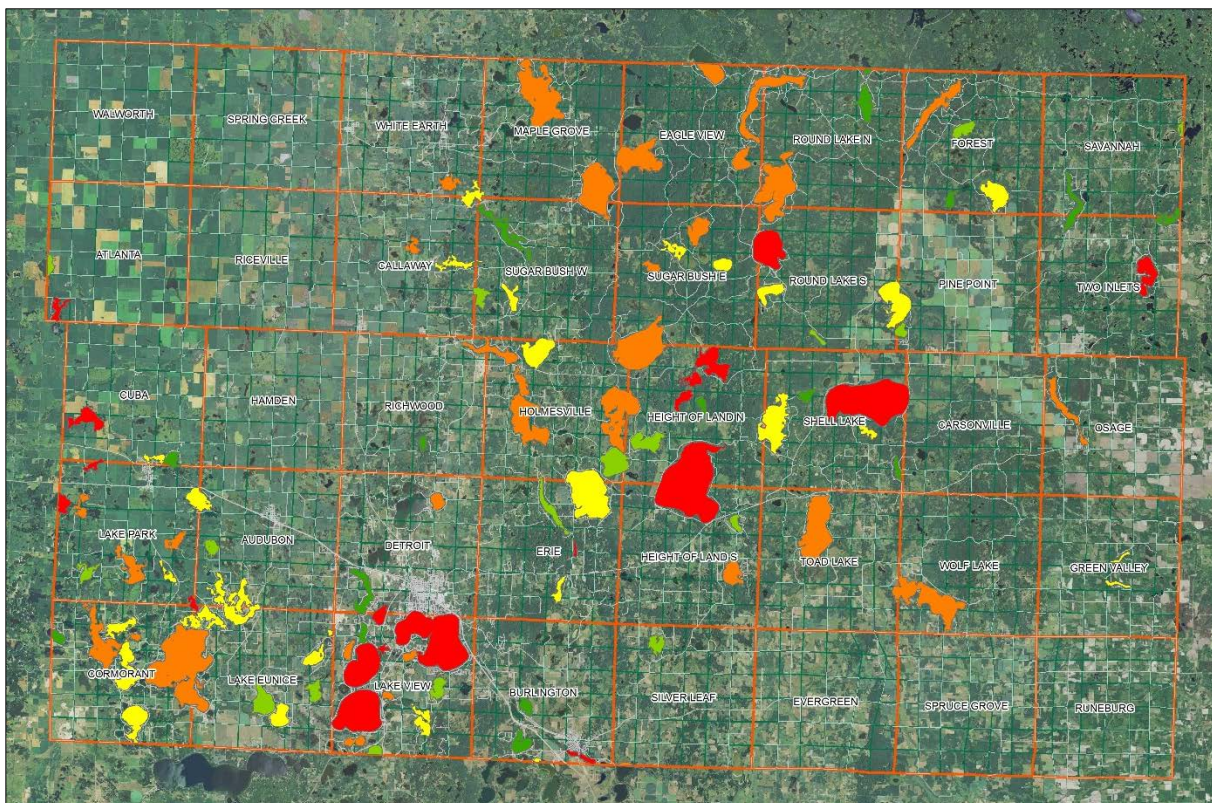 WALWORTH
SPRING CREEK
WHITE EARTH
MAPLE GROVE
EAGLE VIEW
ROUND LAKE N
FOREST
SAVANNAH
ATLANTA
RICEVILLE
CALLAWAY
SUGAR BUSH W
SUGAR BUSH E
ROUND LAKE S
PINE POINT
TWO INLETS
CUBA
HAMDEN
RICHWOOD
HOLMESVILLE
HEIGHT OF LAND N
SHELL LAKE
CARSONVILLE
OSAGE
LAKE PARK
AUDUBON
DETROIT
ERIE
HEIGHT OF LAND S
TOAD LAKE
WOLF LAKE
GREEN VALLEY
CORMORANT
LAKE EUNICE
LAKE VIEW
BURLINGTON
SILVER LEAF
EVERGREEN
SPRUCE GROVE
RUNEBURG